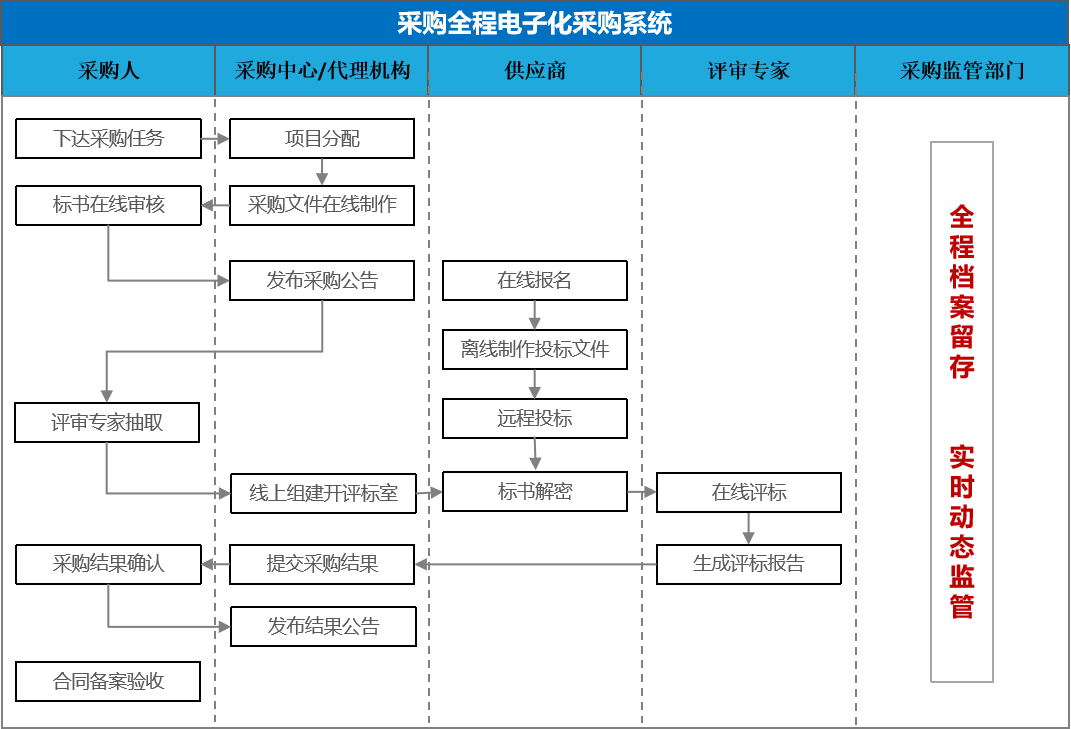 采购全程电子化采购系统
采购人
采购中心/代理机构
供应商
评审专家
采购监管部门
下达采购任务
项目分配
标书在线审核
采购文件在线制作
发布采购公告
在线报名
离线制作投标文件
评审专家抽取
远程投标
线上组建开评标室
标书解密
在线评标
采购结果确认
提交采购结果
生成评标报告
发布结果公告
合同备案验收
全程档案留存
实时动态监管